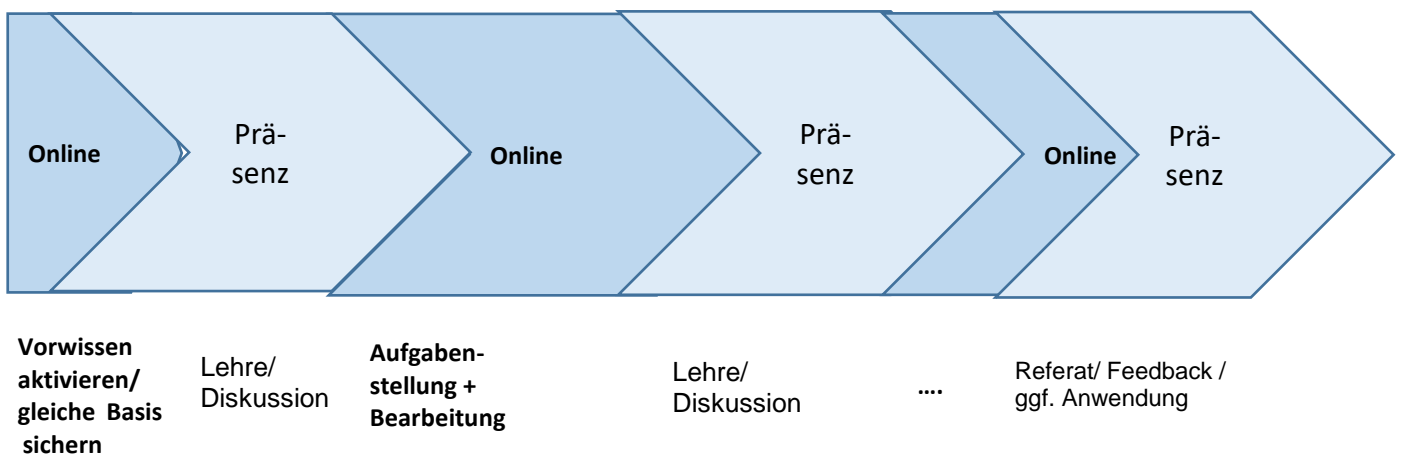 Online
Prä-
senz
Online
Prä-
senz
Online
Prä-
senz
Vorwissen
aktivieren/
gleiche Basis
sichern
Lehre/
Diskussion
Aufgaben-
stellung +
Bearbeitung
Lehre/
Diskussion
....
Referat/ Feedback /
ggf. Anwendung